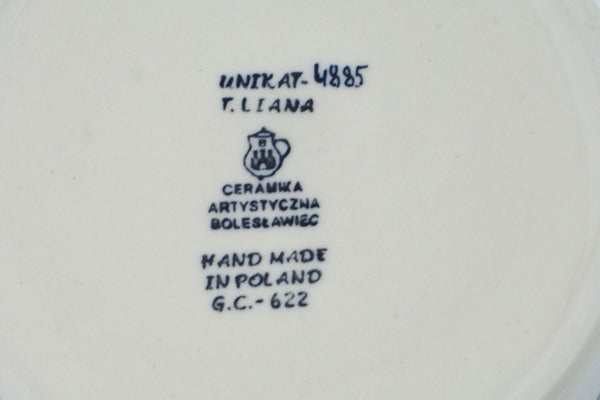 UNIKAT-4885
T.LIANA
CERAMIKA
ARTYSTYCZNA
BOLESŁAWIEC
HAND MADE
IN POLAND
G.C.-622